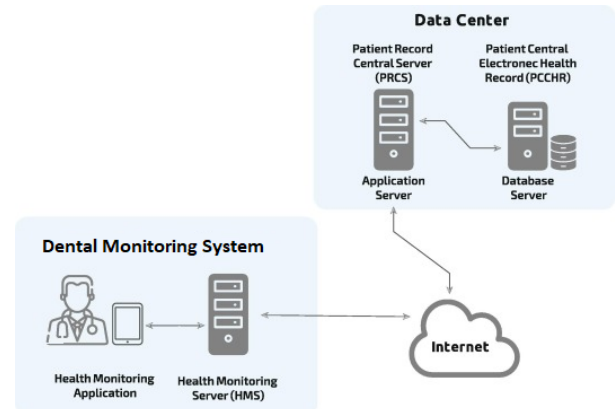 Data Center
Patient Record
Central Server
(PRCS)
Patient Central
Electronec Health
Record (PCCHR)
Application
Server
Database
Server
Dental Monitoring System
Health Monitoring
Application
Health Monitoring
Server (HMS)
Internet